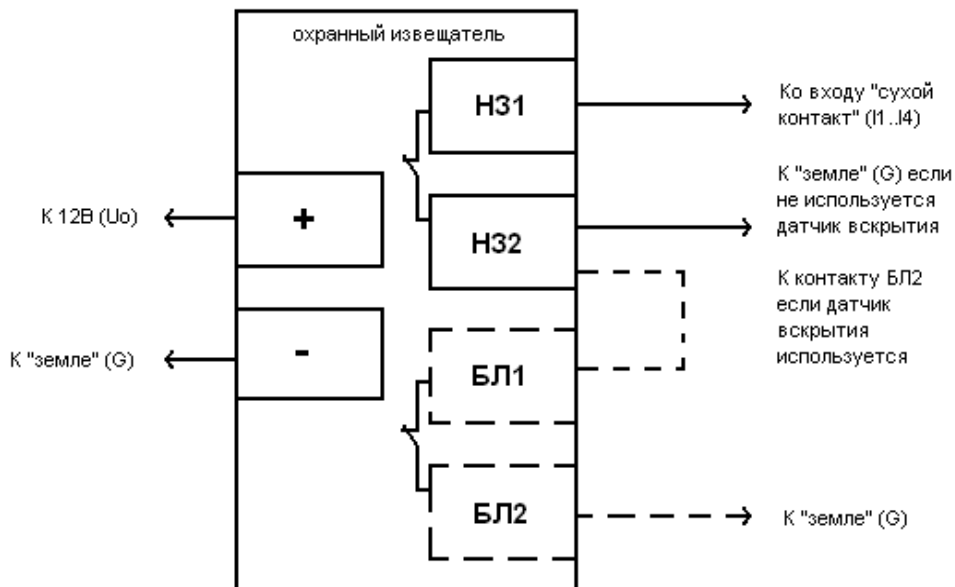 охранный извещатель
НЗ1
Ко входу "сухой
контакт" (I1..I4)
К "земле" (G) если
не используется
датчик вскрытия
К 12В (Uo)
+
НЗ2
К контакту БЛ2
если датчик
вскрытия
используется
К "земле" (G)
-
БЛ1
БЛ2
К "земле" (G)